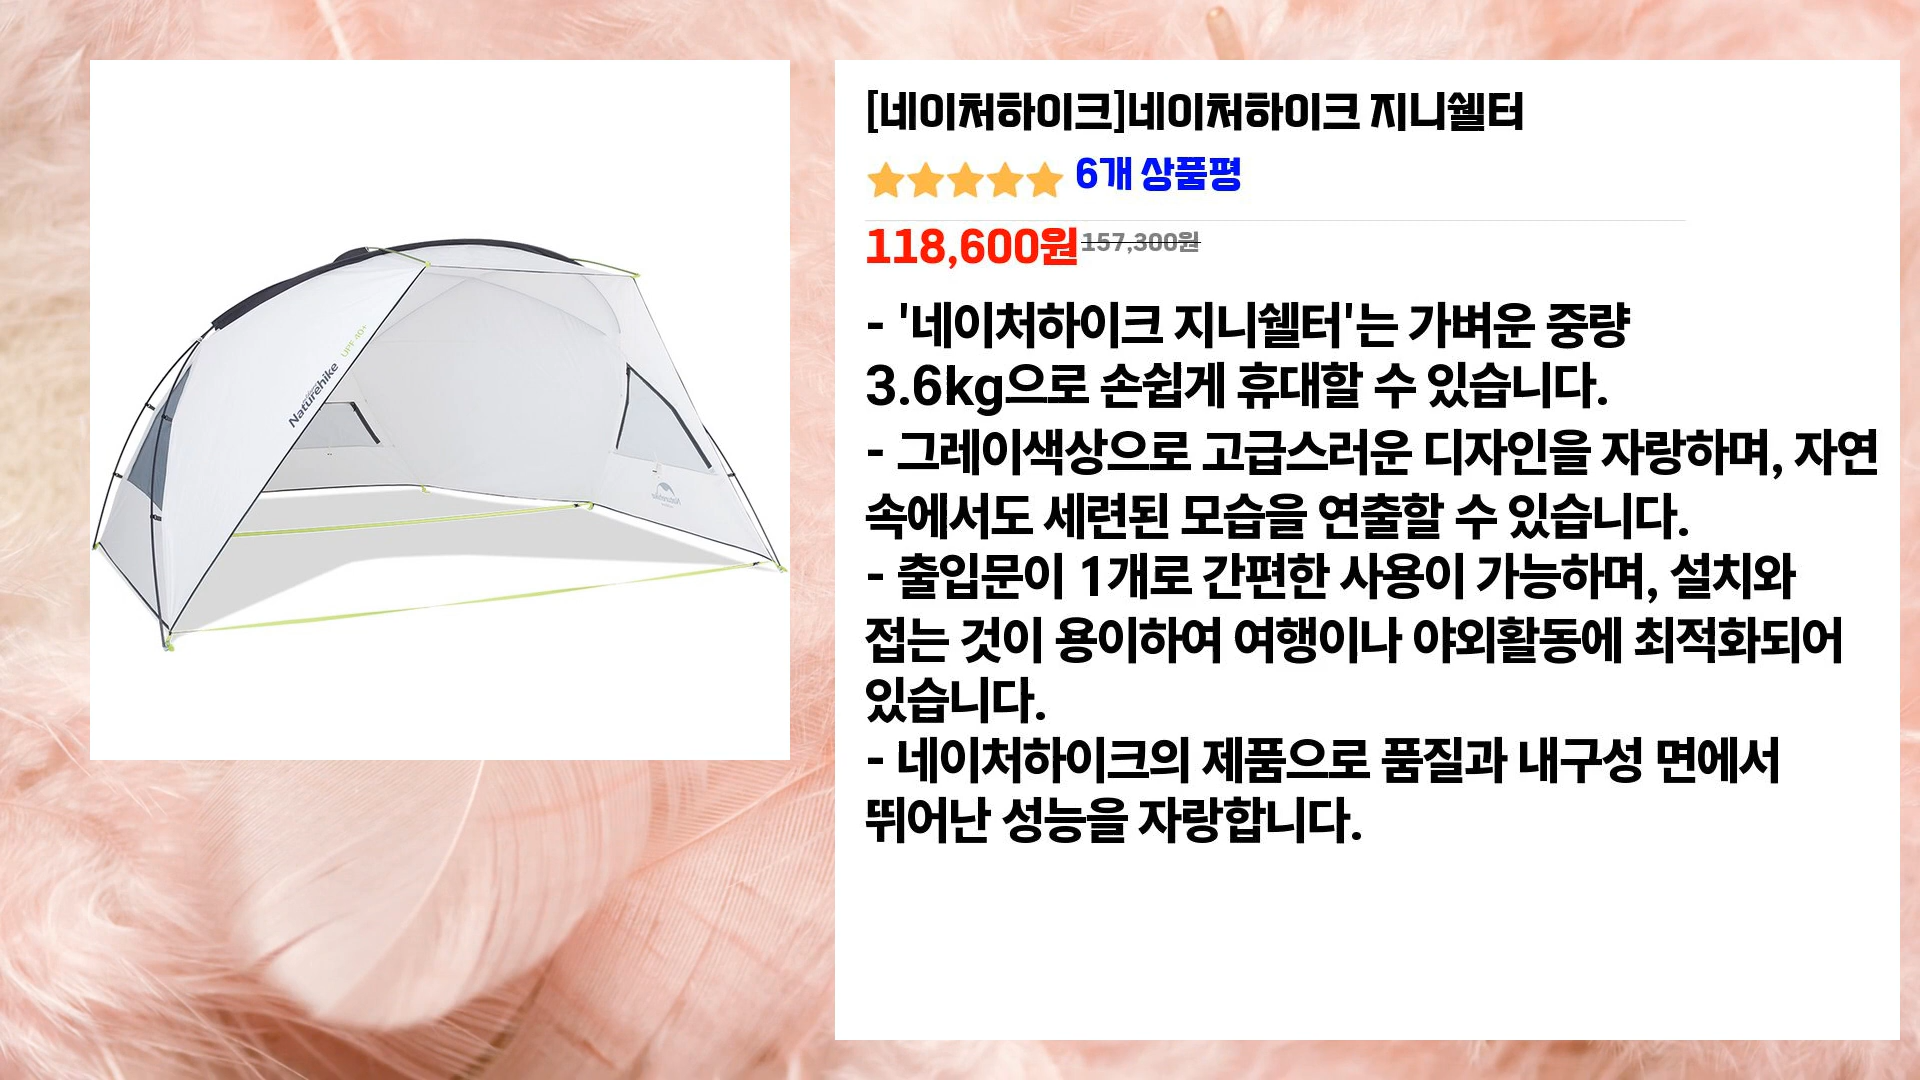 [네이처하이크]네이처하이크 지니쉘터
6개 상품평
118,600원 157,300원
- '네이처하이크 지니쉘터'는 가벼운 중량
3.6kg으로 손쉽게 휴대할 수 있습니다.
- 그레이색상으로 고급스러운 디자인을 자랑하며, 자연
속에서도 세련된 모습을 연출할 수 있습니다.
- 출입문이 1개로 간편한 사용이 가능하며, 설치와
접는 것이 용이하여 여행이나 야외활동에 최적화되어
있습니다.
- 네이처하이크의 제품으로 품질과 내구성 면에서
뛰어난 성능을 자랑합니다.
Naturehike
UPF 40+
Naturehike